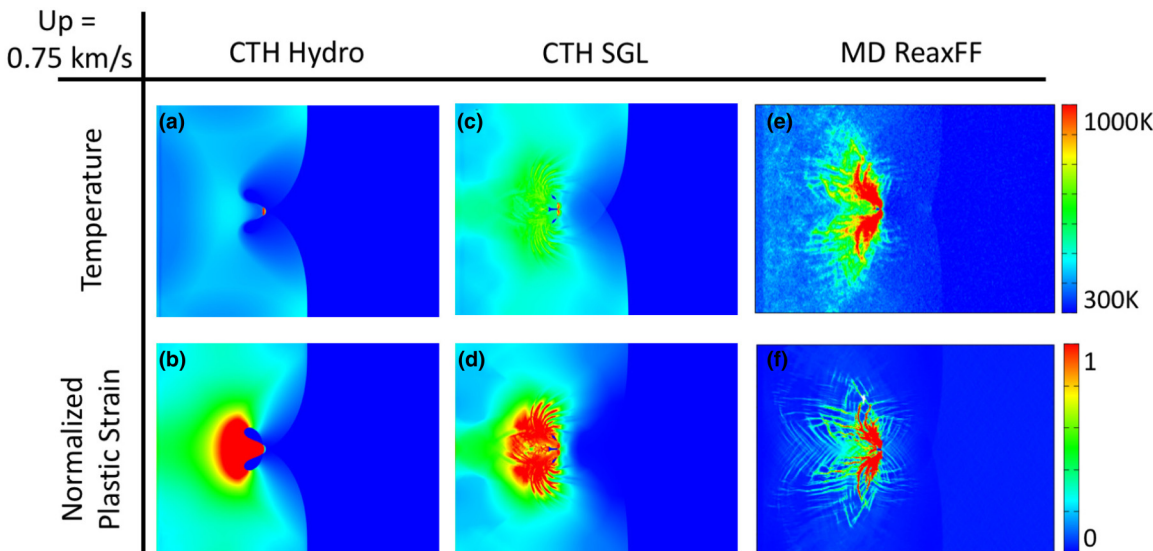 Up =
0.75 km/s
CTH Hydro
CTH SGL
MD ReaxFF
Temperature
(a)
(c)
(e)
1000K
300K
Normalized
Plastic Strain
(b)
(d)
(f)
1
0